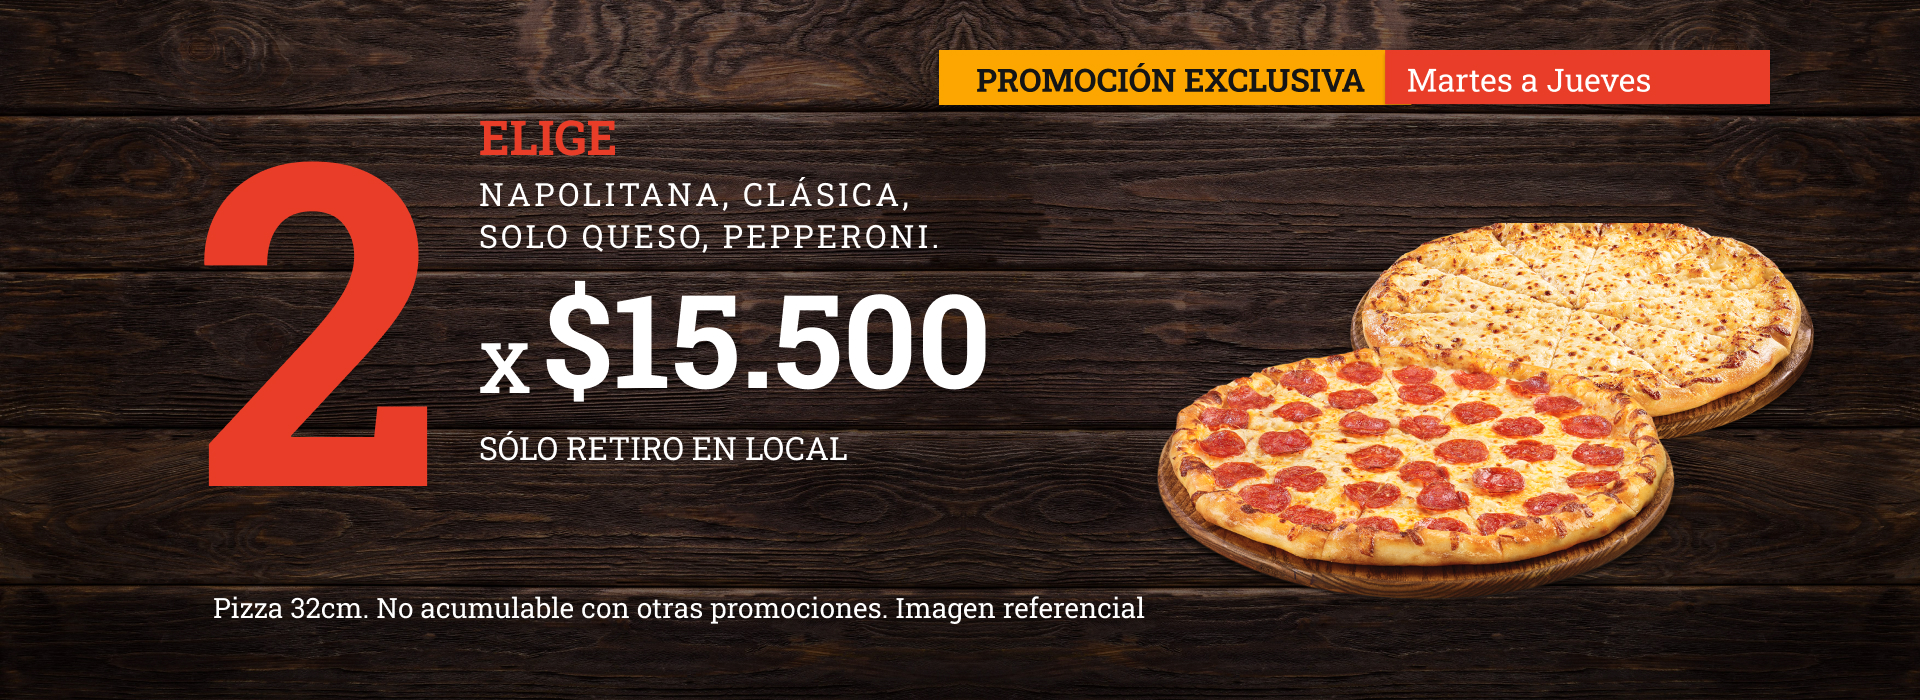 PROMOCIÓN EXCLUSIVA Martes a Jueves
2
ELIGE
NAPOLITANA, CLÁSICA,
SOLO QUESO, PEPPERONI.
x $15.500
SÓLO RETIRO EN LOCAL
Pizza 32cm. No acumulable con otras promociones. Imagen referencial